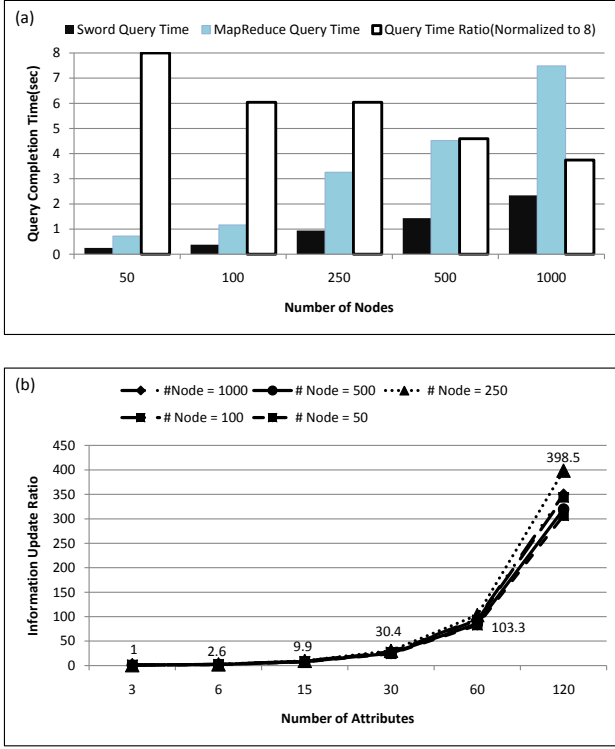 (a)
Sword Query Time MapReduce Query Time Query Time Ratio(Normalized to 8)
Query Completion Time(sec)
8
7
6
5
4
3
2
1
0
50 100 250 500 1000
Number of Nodes
(b)
#Node = 1000 # Node = 500 # Node = 250
# Node = 100 # Node = 50
Information Update Ratio
450
400
350
300
250
200
150
100
50
0
1 2.6 9.9 30.4 103.3 398.5
3 6 15 30 60 120
Number of Attributes